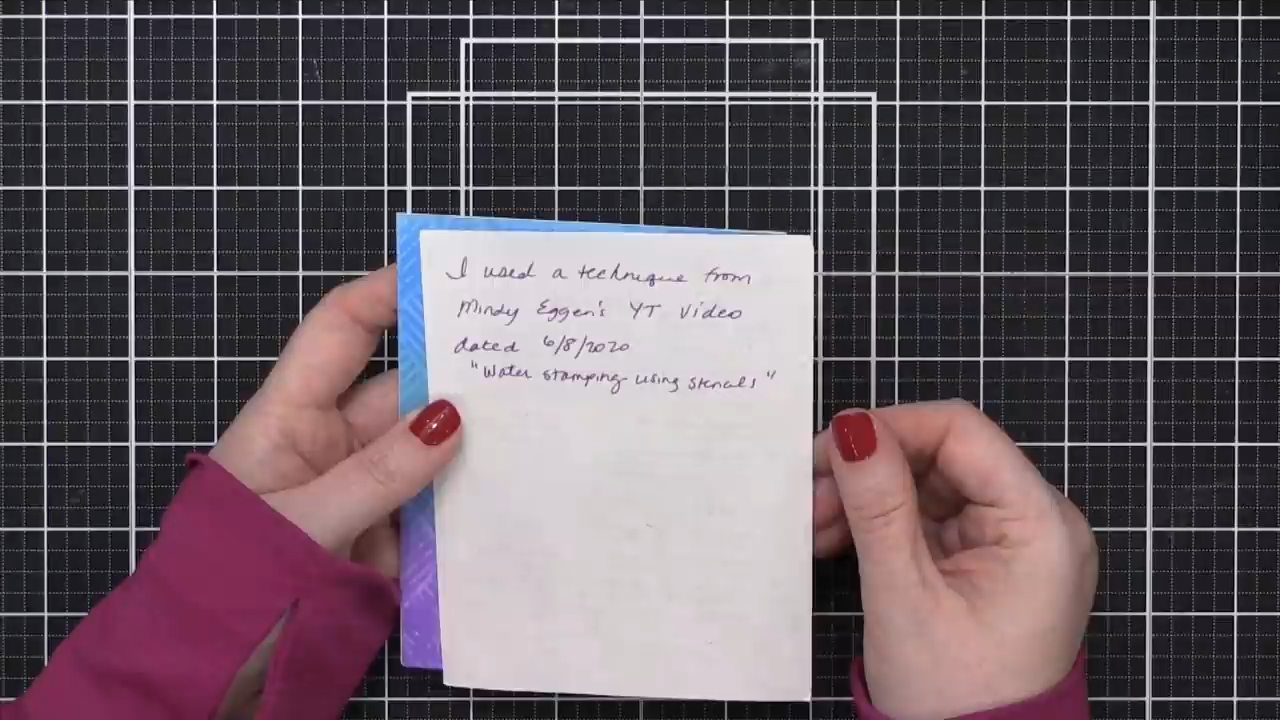 I used a technique from
Mindy Eggen's YT video
dated 6/8/2020
"Water stamping using stencils"